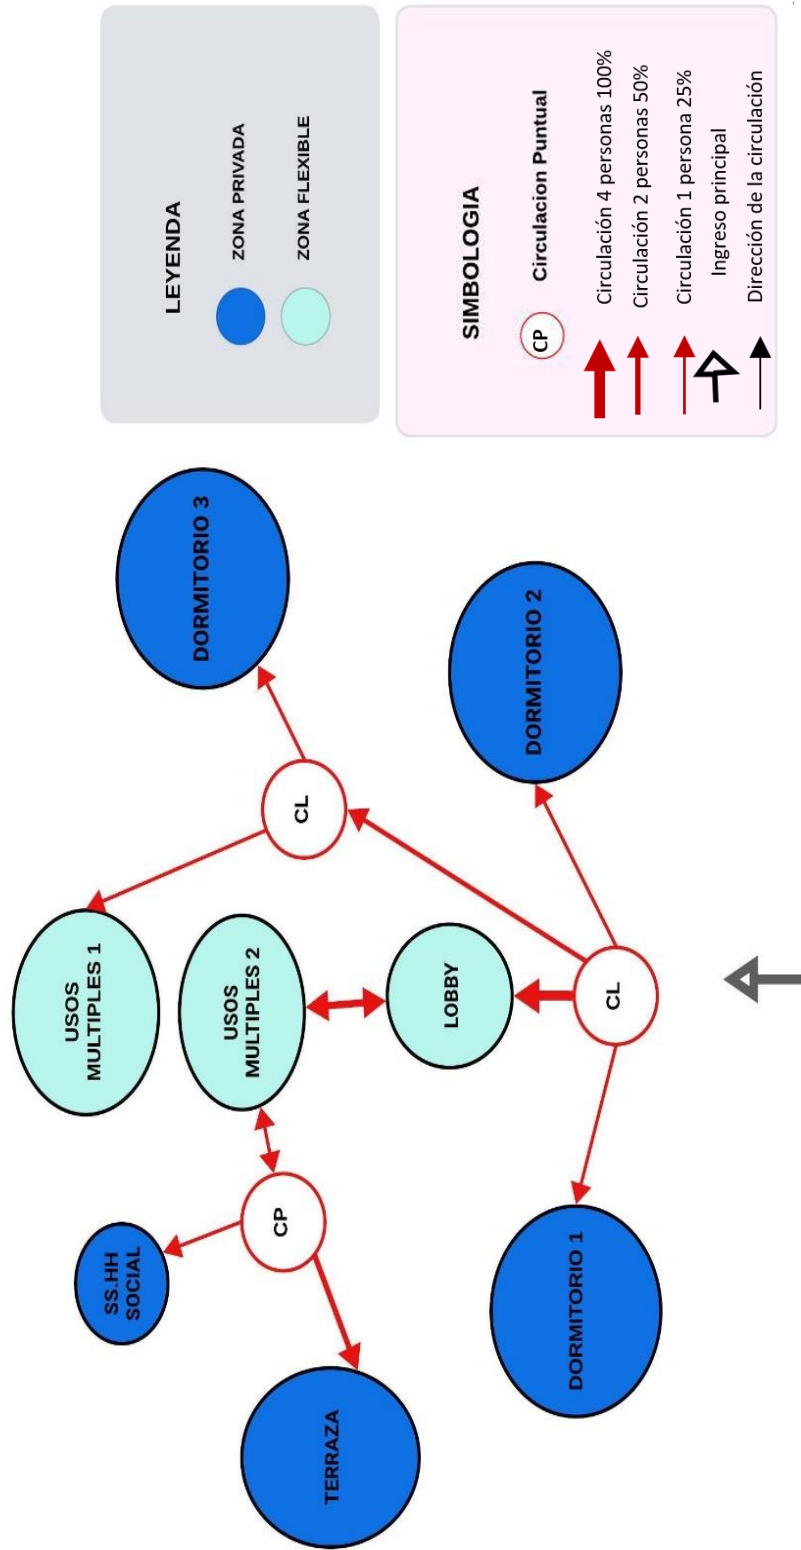 LEYENDA
ZONA PRIVADA
ZONA FLEXIBLE
SIMBOLOGIA
CP
Circulacion Puntual
Circulación 4 personas 100%
Circulación 2 personas 50%
Circulación 1 persona 25%
Ingreso principal
Dirección de la circulación
SS.HH
SOCIAL
USOS
MULTIPLES 1
DORMITORIO 3
USOS
MULTIPLES 2
CP
CL
TERRAZA
LOBBY
DORMITORIO 2
DORMITORIO 1
CL